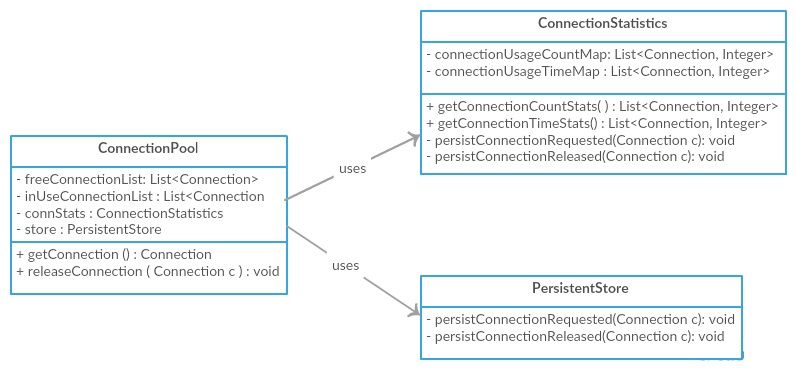 ConnectionStatistics
- connectionUsageCountMap: List<Connection, Integer>
- connectionUsageTimeMap : List<Connection, Integer>
+ getConnectionCountStats( ) : List<Connection, Integer>
+ getConnectionTimeStats() : List<Connection, Integer>
- persistConnectionRequested(Connection c): void
- persistConnectionReleased(Connection c): void
ConnectionPool
- freeConnectionList: List<Connection>
- inUseConnectionList : List<Connection
- connStats : ConnectionStatistics
- store : PersistentStore
+ getConnection () : Connection
+ releaseConnection ( Connection c ) : void
uses
uses
PersistentStore
- persistConnectionRequested(Connection c): void
- persistConnectionReleased(Connection c): void